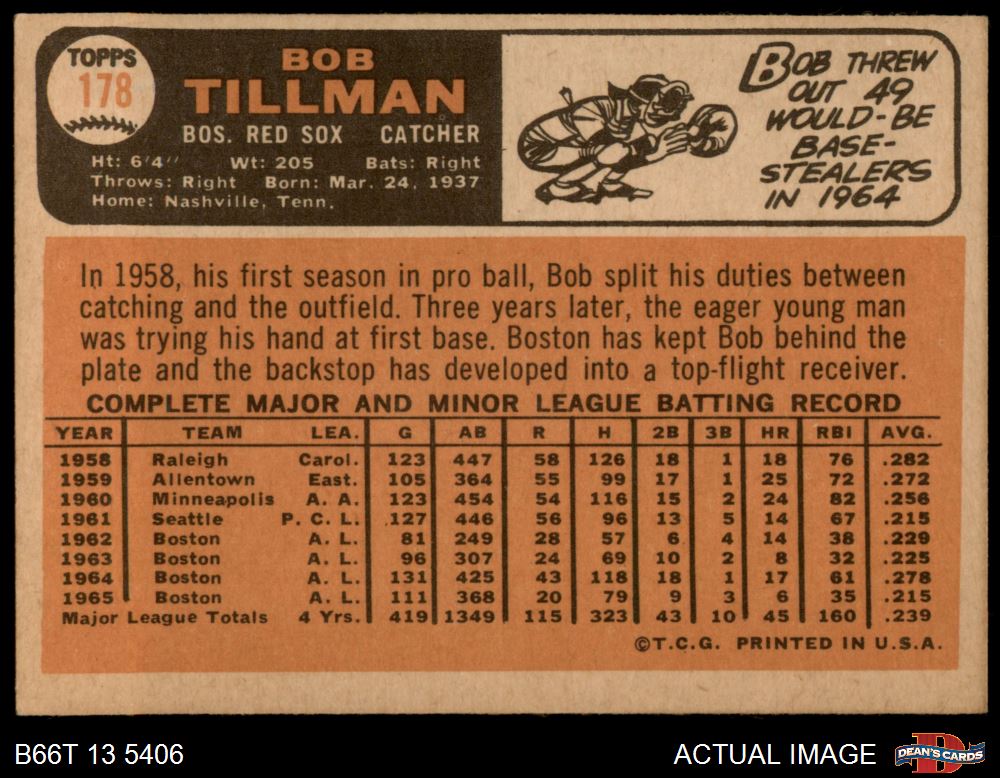 TOPPS
178
BOB
TILLMAN
BOS. RED SOX CATCHER
Ht: 6'4" Wt: 205 Bats: Right
Throws: Right Born: Mar. 24, 1937
Home: Nashville, Tenn.
BOB THREW
OUT 49
WOULD-BE
BASE-
STEALERS
IN 1964
In 1958, his first season in pro ball, Bob split his duties between
catching and the outfield. Three years later, the eager young man
was trying his hand at first base. Boston has kept Bob behind the
plate and the backstop has developed into a top-flight receiver.
COMPLETE MAJOR AND MINOR LEAGUE BATTING RECORD
YEAR TEAM LEA. G AB R H 2B 3B HR RBI AVG.
1958 Raleigh Carol. 123 447 58 126 18 1 18 76 .282
1959 Allentown East. 105 364 55 99 17 1 25 72 .272
1960 Minneapolis A. A. 123 454 54 116 15 2 24 82 .256
1961 Seattle P. C. L. 127 446 56 96 13 5 14 67 .215
1962 Boston A. L. 81 249 28 57 6 4 14 38 .229
1963 Boston A. L. 96 307 24 69 10 2 8 32 .225
1964 Boston A. L. 131 425 43 118 18 1 17 61 .278
1965 Boston A. L. 111 368 20 79 9 3 6 35 .215
Major League Totals 4 Yrs. 419 1349 115 323 43 10 45 160 .239
©T.C.G. PRINTED IN U.S.A.
B66T 13 5406
ACTUAL IMAGE
D
DEAN'S CARDS